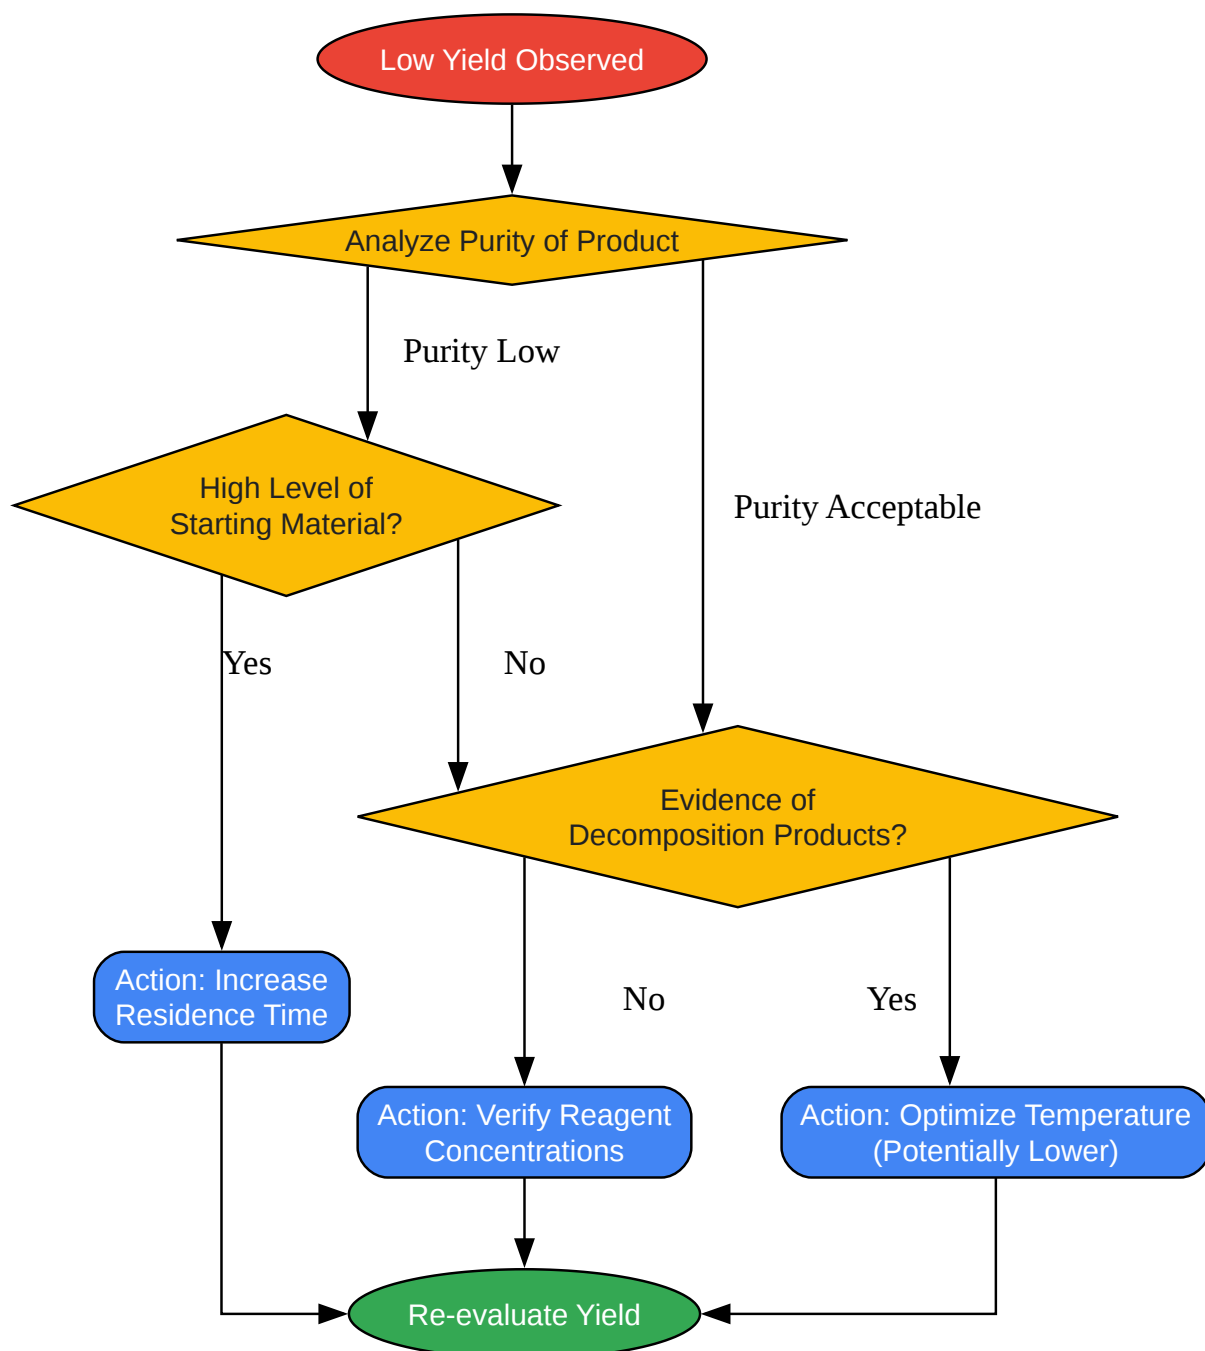 Low Yield Observed
Analyze Purity of Product
Purity Low
High Level of
Starting Material?
Purity Acceptable
Yes
No
Evidence of
Decomposition Products?
Action: Increase
Residence Time
No
Yes
Action: Verify Reagent
Concentrations
Action: Optimize Temperature
(Potentially Lower)
Re-evaluate Yield